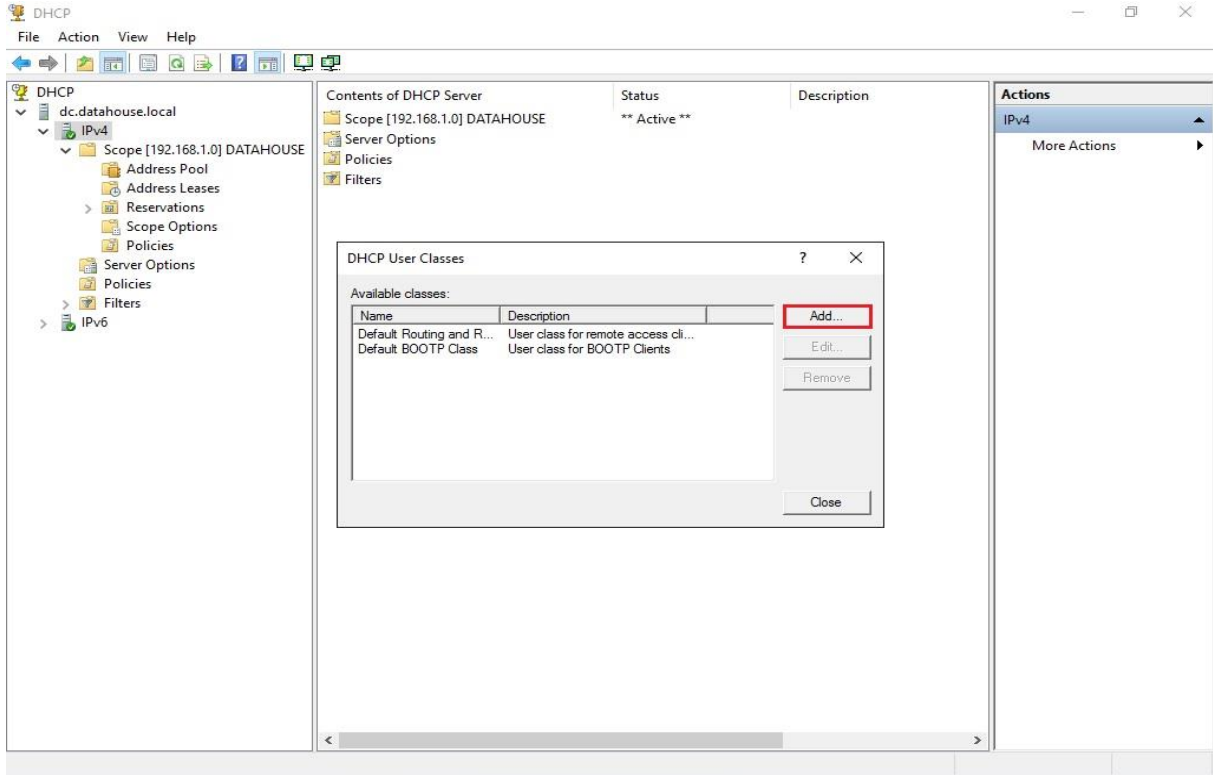 DHCP
File Action View Help
DHCP
dc.datahouse.local
IPv4
Scope [192.168.1.0] DATAHOUSE
Address Pool
Address Leases
Reservations
Scope Options
Policies
Server Options
Policies
Filters
IPv6
Contents of DHCP Server Status Description
Scope [192.168.1.0] DATAHOUSE ** Active **
Server Options
Policies
Filters
DHCP User Classes ? ×
Available classes:
Name Description
Default Routing and R... User class for remote access cli...
Default BOOTP Class User class for BOOTP Clients
Add...
Edit...
Remove
Close
Actions
IPv4
More Actions